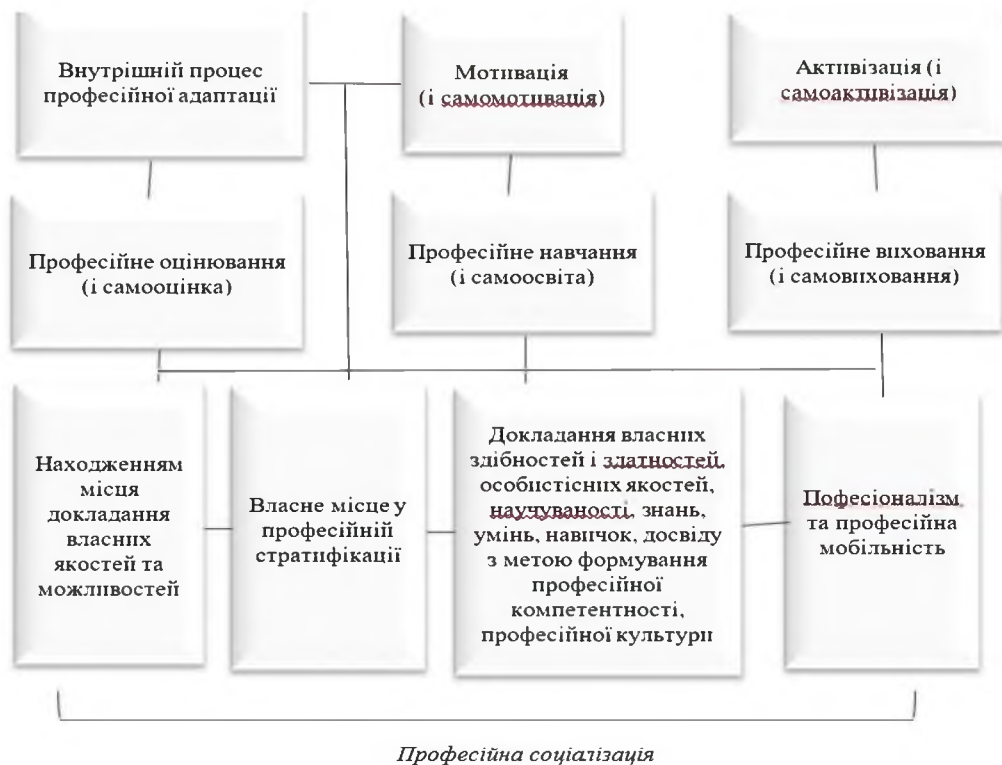 Внутрішній процес
професійної адаптації
Мотивація
(і самомотивація)
Активізація (і
самоактивізація)
Професійне оцінювання
(і самооцінка)
Професійне навчання
(і самоосвіта)
Професійне виховання
(і самовиховання)
Находженням
місця
докладання
власних
якостей та
можливостей
Власне місце у
професійній
стратифікації
Докладання власних
здібностей і здатностей,
особистісних якостей,
научуваності, знань,
умінь, навичок, досвіду
з метою формування
професійної
компетентності,
професійної культури
Пофесіоналізм
та професійна
мобільність
Професійна соціалізація